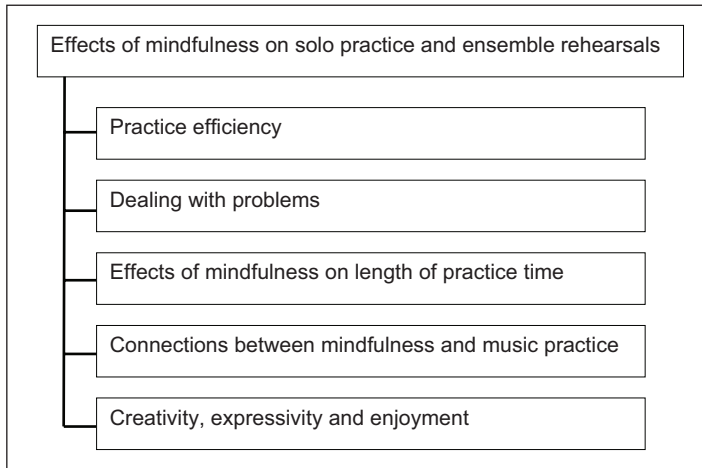 Effects of mindfulness on solo practice and ensemble rehearsals
Practice efficiency
Dealing with problems
Effects of mindfulness on length of practice time
Connections between mindfulness and music practice
Creativity, expressivity and enjoyment